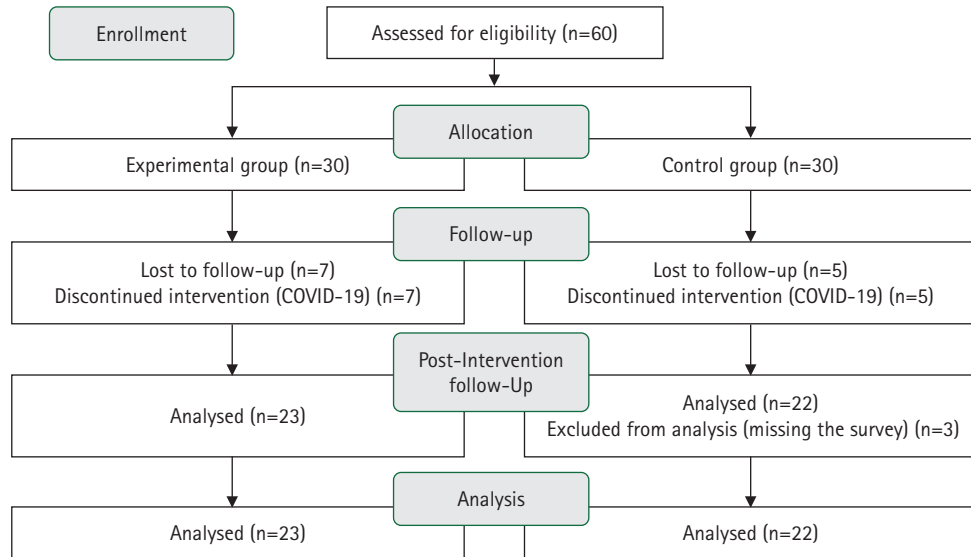 Enrollment
Assessed for eligibility (n=60)
Allocation
Experimental group (n=30)
Control group (n=30)
Follow-up
Lost to follow-up (n=7)
Discontinued intervention (COVID-19) (n=7)
Lost to follow-up (n=5)
Discontinued intervention (COVID-19) (n=5)
Post-Intervention
follow-Up
Analysed (n=23)
Analysed (n=22)
Excluded from analysis (missing the survey) (n=3)
Analysis
Analysed (n=23)
Analysed (n=22)